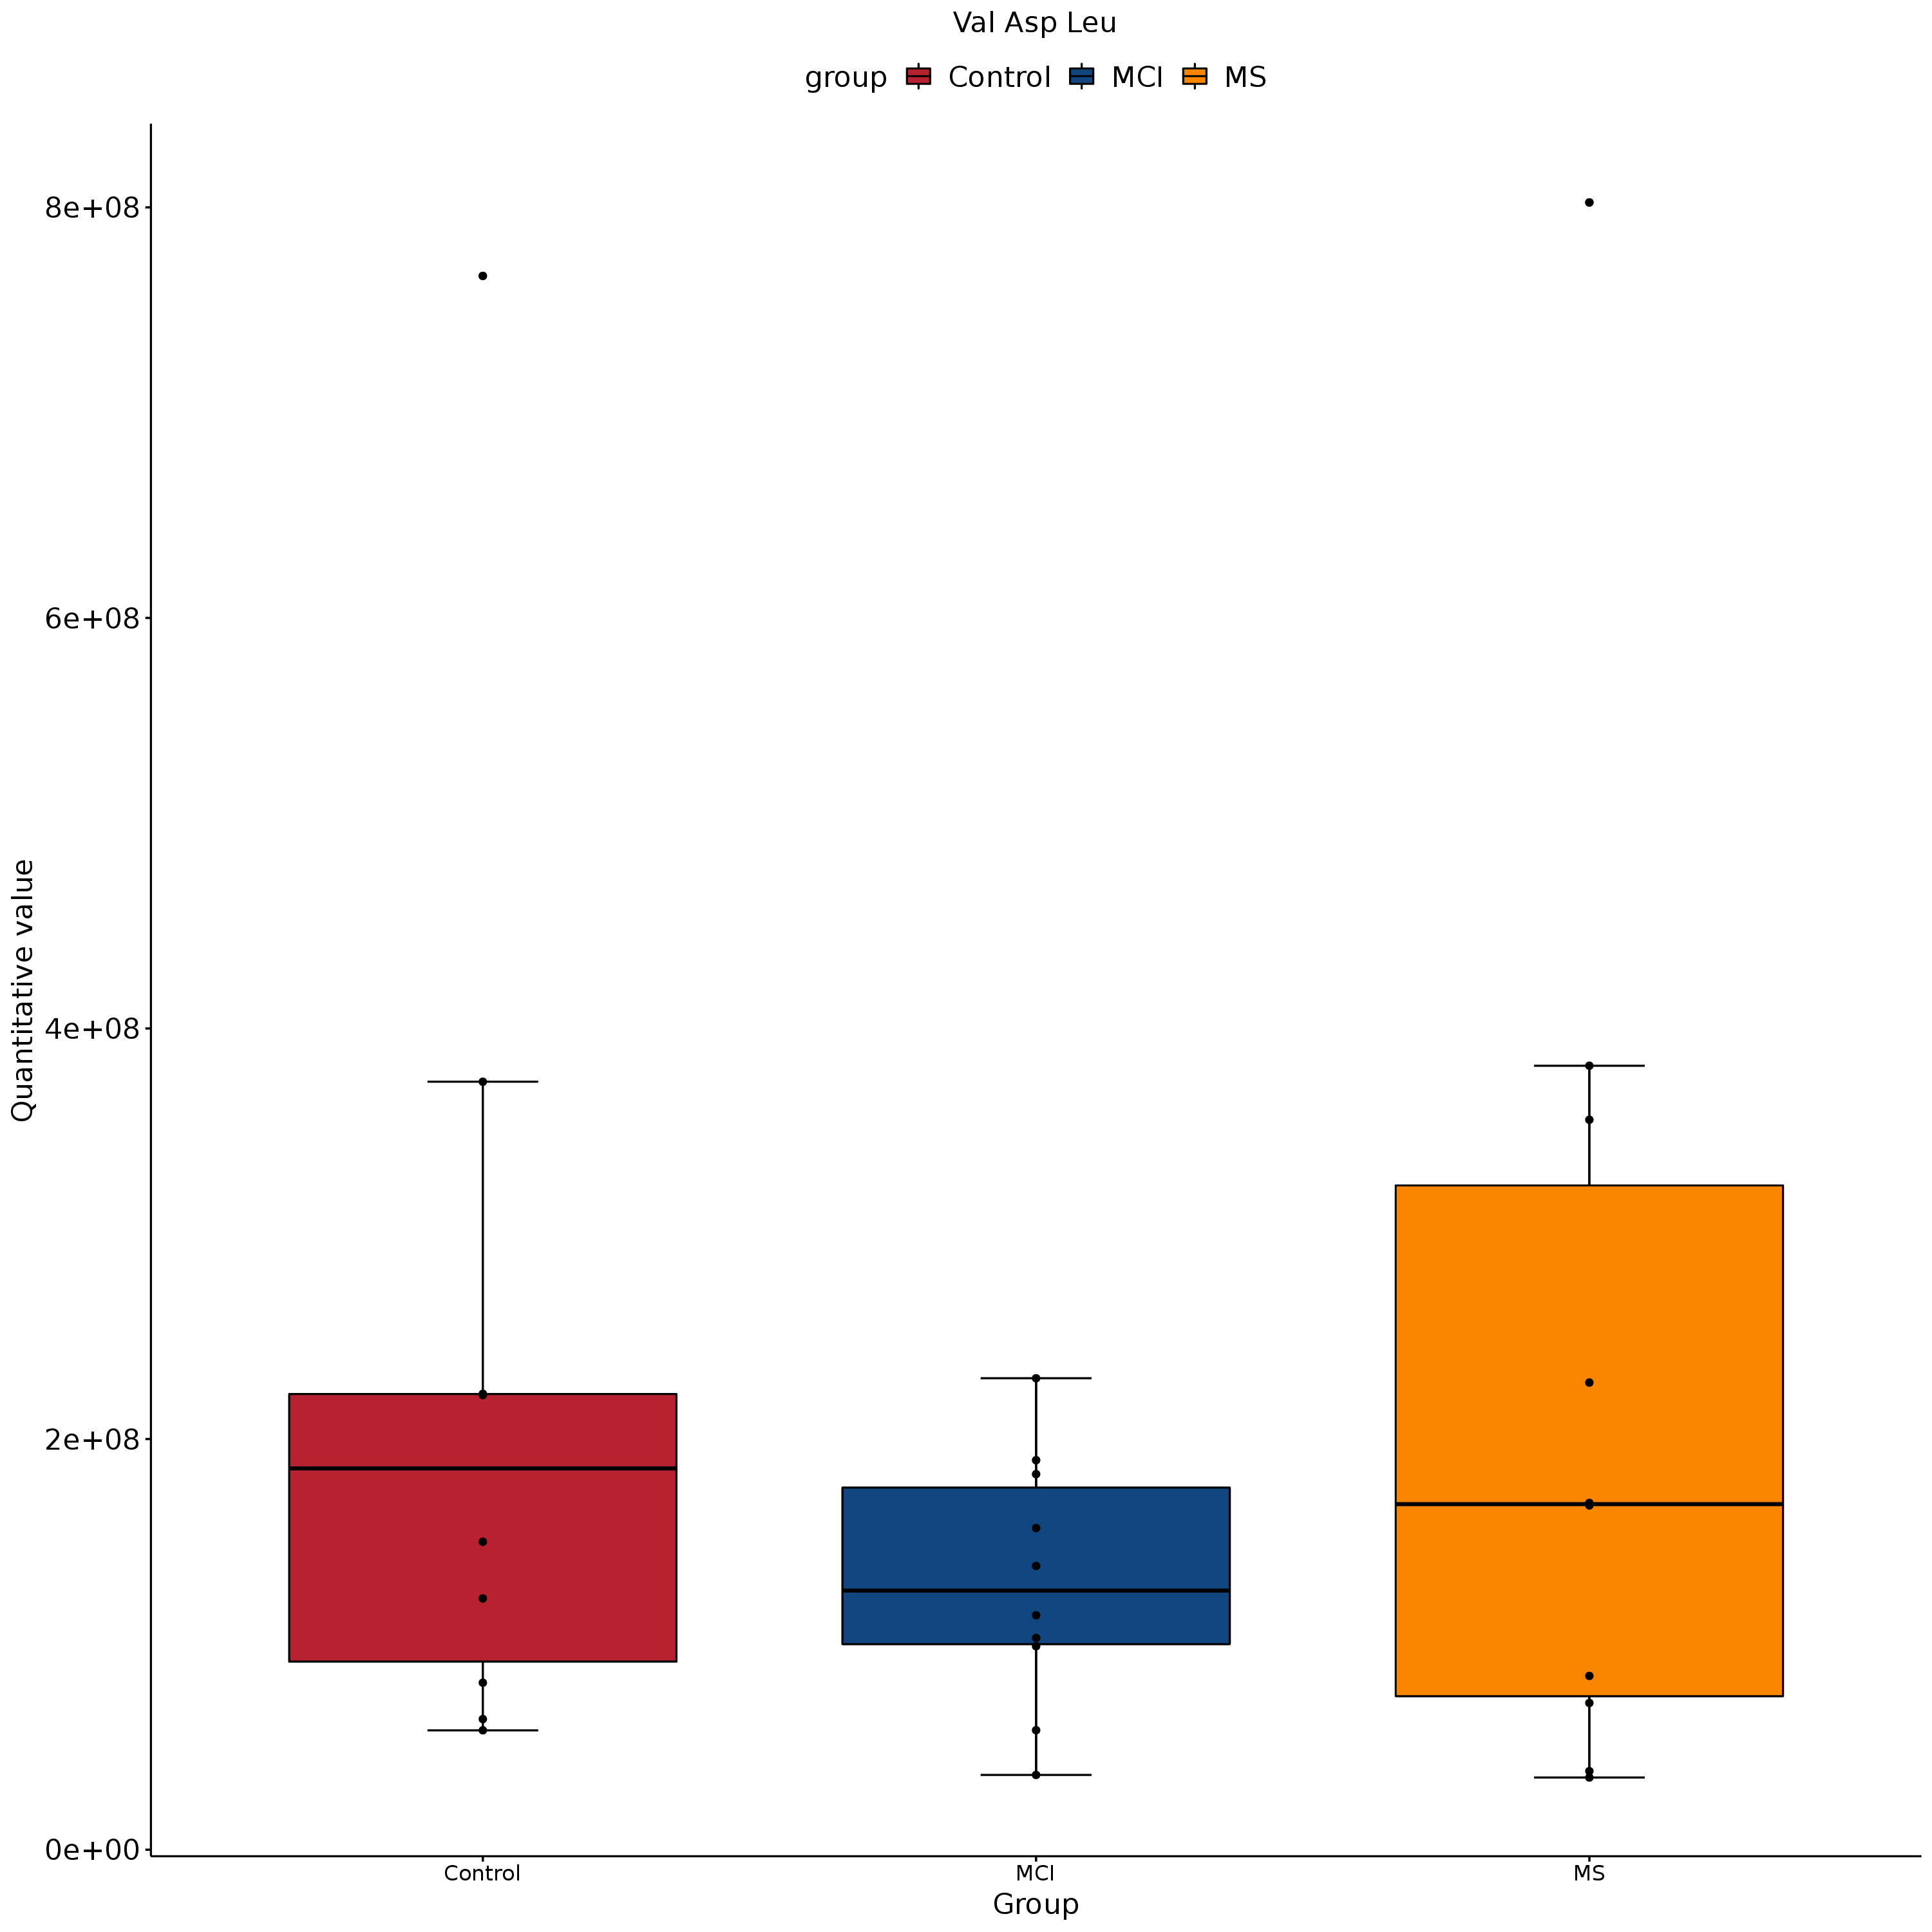 Val Asp Leu
group Control MCI MS
8e+08
6e+08
4e+08
2e+08
0e+00
Quantitative value
Control MCI MS
Group